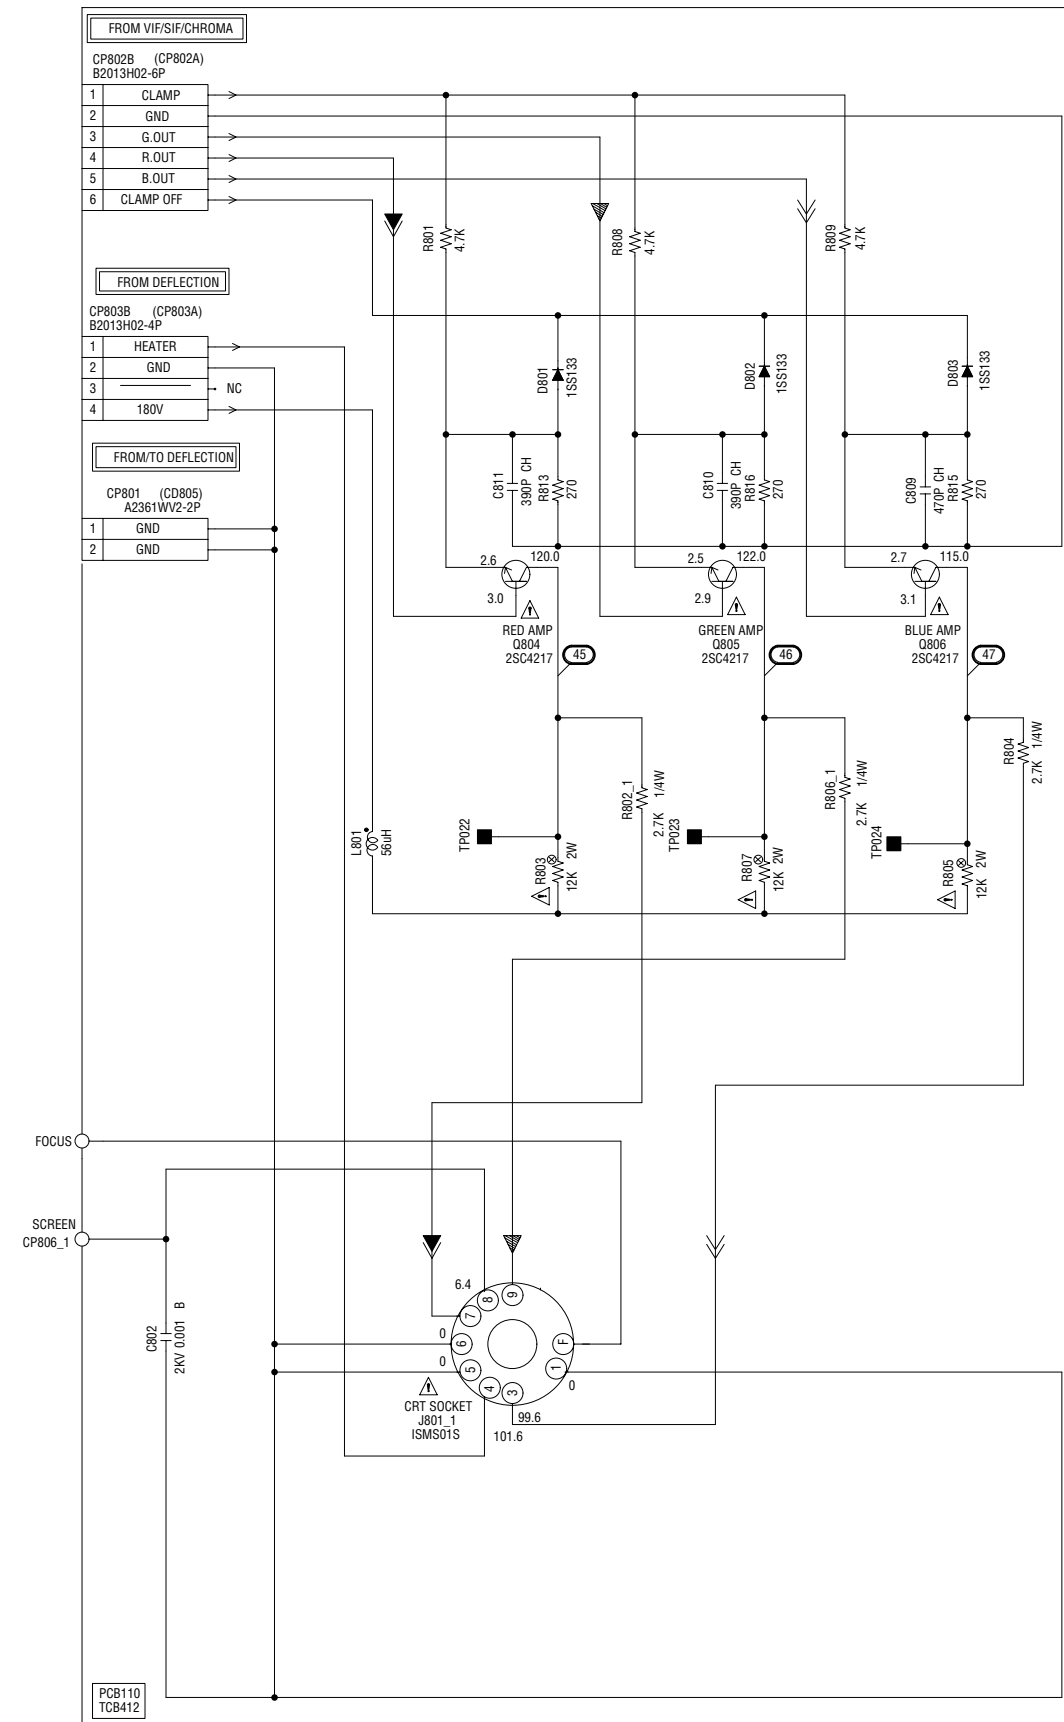 FROM VIF/SIF/CHROMA
CP802B (CP802A)
B2013H02-6P
1 CLAMP
2 GND
3 G.OUT
4 R.OUT
5 B.OUT
6 CLAMP OFF
R801
4.7K
R808
4.7K
R809
4.7K
FROM DEFLECTION
CP803B (CP803A)
B2013H02-4P
1 HEATER
2 GND
3 NC
4 180V
D801
1SS133
D802
1SS133
D803
1SS133
FROM/TO DEFLECTION
CP801 (CD805)
A2361WV2-2P
1 GND
2 GND
C811
390P CH
R813
270
C810
390P CH
R816
270
C809
470P CH
R815
270
2.6
120.0
3.0
2.5
122.0
2.9
2.7
115.0
3.1
RED AMP
Q804
2SC4217
45
GREEN AMP
Q805
2SC4217
46
BLUE AMP
Q806
2SC4217
47
R802_1
2.7K 1/4W
R806_1
2.7K 1/4W
R804
2.7K 1/4W
L801
56uH
TP022
R803
12K 2W
TP023
R807
12K 2W
TP024
R805
12K 2W
FOCUS
SCREEN
CP806_1
C802
2KV 0.001 B
6.4
0
0
0
7
8
9
6
5
4
3
1
F
CRT SOCKET
J801_1
ISMS01S
99.6
101.6
PCB110
TCB412